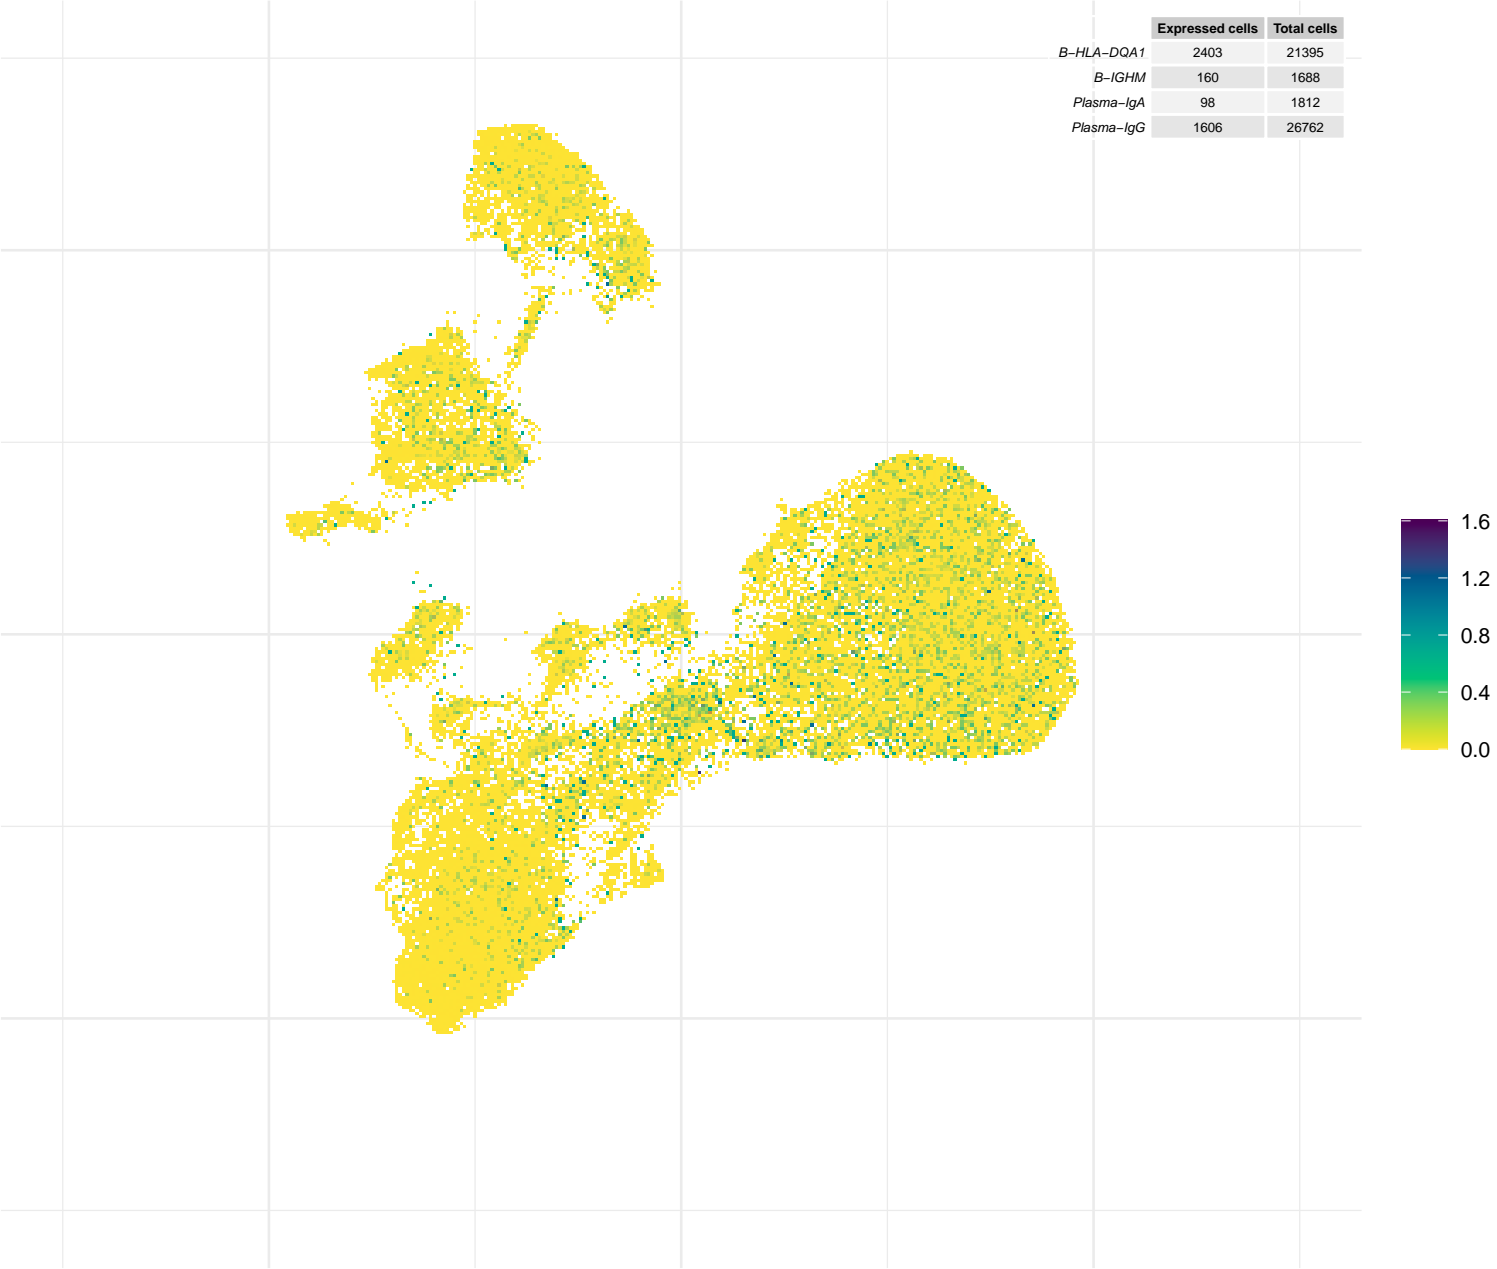 Expressed cells Total cells
B−HLA−DQA1 2403 21395
B−IGHM 160 1688
Plasma−IgA 98 1812
Plasma−IgG 1606 26762
1.6
1.2
0.8
0.4
0.0